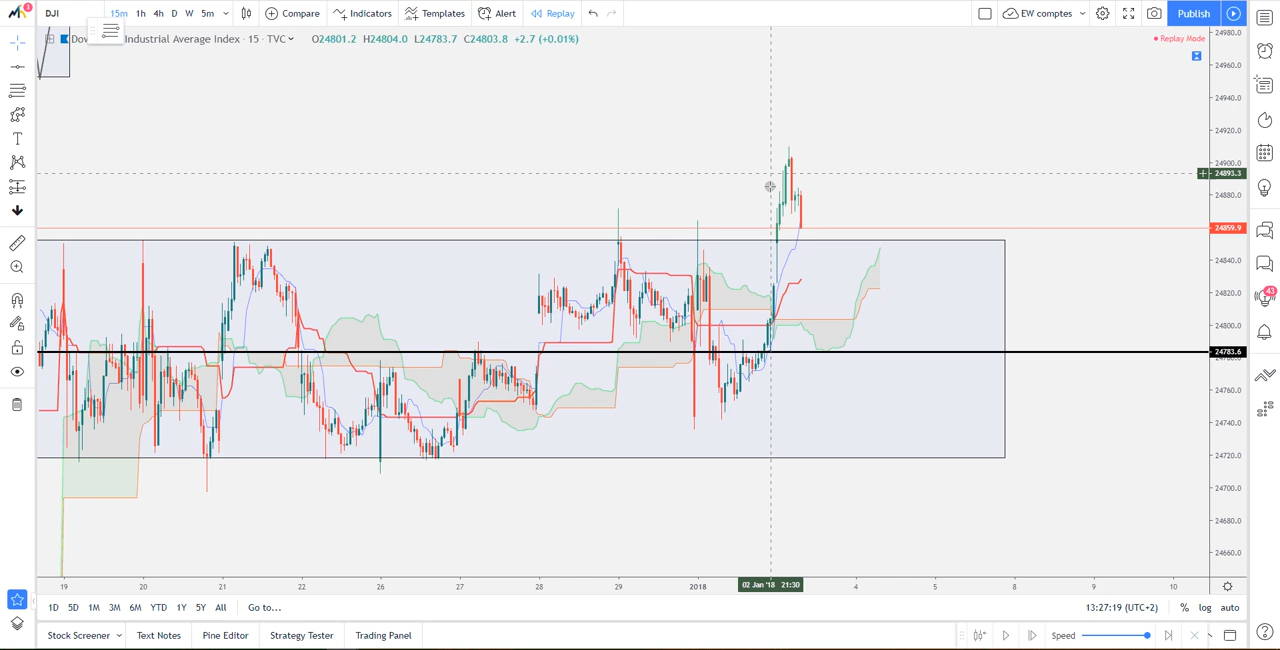 1
DJI
15m 1h 4h D W 5m Compare Indicators Templates Alert Replay EW comptes Publish
Industrial Average Index · 15 · TVC O24801.2 H24804.0 L24783.7 C24803.8 +2.7 (+0.01%)
Replay Mode
24980.0
24960.0
24940.0
24920.0
24900.0
24893.3
24880.0
24859.9
24840.0
24820.0
24800.0
24783.6
24760.0
24740.0
24720.0
24700.0
24680.0
24660.0
43
19 20 21 22 26 27 28 29 2018 02 Jan '18 21:30 4 5 8 9 10
1D 5D 1M 3M 6M YTD 1Y 5Y All Go to... 13:27:19 (UTC+2) % log auto
Stock Screener Text Notes Pine Editor Strategy Tester Trading Panel Speed